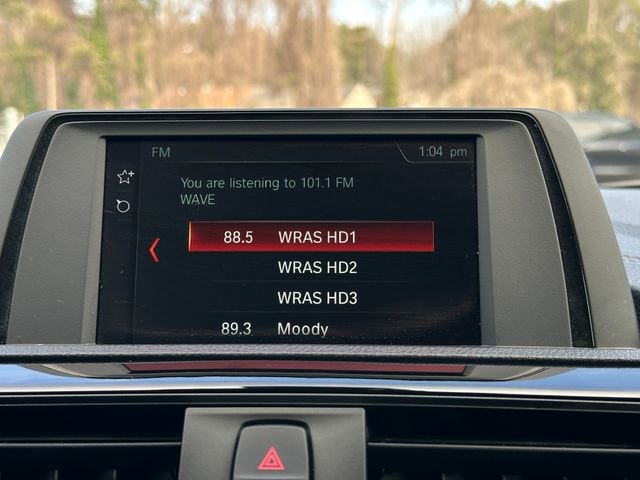 FM 1:04 pm
You are listening to 101.1 FM
WAVE
88.5 WRAS HD1
WRAS HD2
WRAS HD3
89.3 Moody